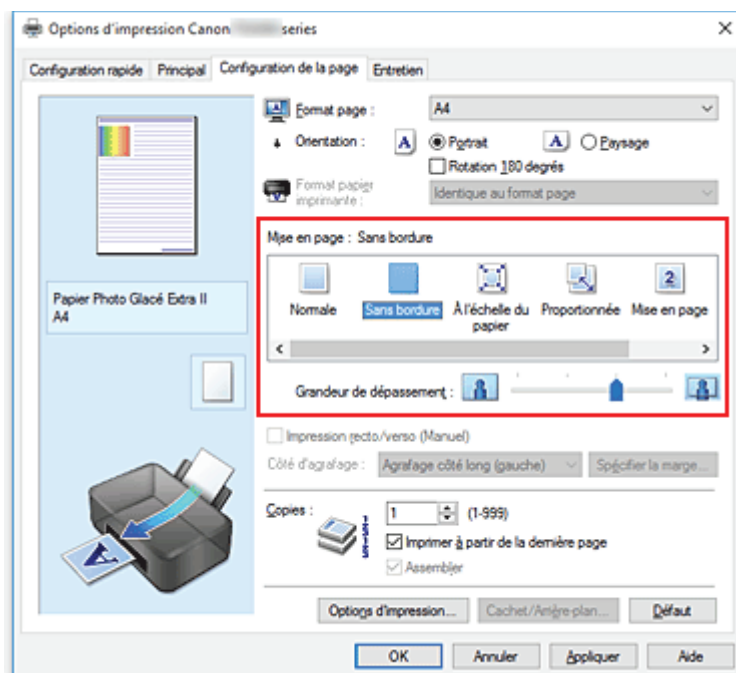 Options d'impression Canon series
Configuration rapide Principal Configuration de la page Entretien
Format page : A4
Orientation : A Portrait A Paysage
Rotation 180 degrés
Format papier imprimante : Identique au format page
Mise en page : Sans bordure
Normale Sans bordure À l'échelle du papier Proportionnée 2 Mise en page
Papier Photo Glacé Extra II
A4
Grandeur de dépassement :
Impression recto/verso (Manuel)
Côté d'agrafage : Agrafage côté long (gauche) Spécifier la marge...
Copies : 1 (1-999)
Imprimer à partir de la dernière page
Assembler
A
Options d'impression... Cachet/Arrière-plan... Défaut
OK Annuler Appliquer Aide